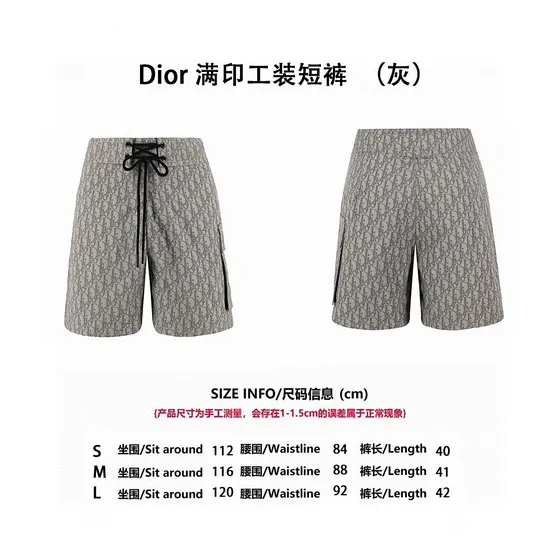 Dior 满印工装短裤 （灰）
SIZE INFO/尺码信息 (cm)
{产品尺寸为手工测量，会存在1-1.5cm的误差属于正常现象}
S 坐围/Sit around 112 腰围/Waistline 84 裤长/Length 40
M 坐围/Sit around 116 腰围/Waistline 88 裤长/Length 41
L 坐围/Sit around 120 腰围/Waistline 92 裤长/Length 42